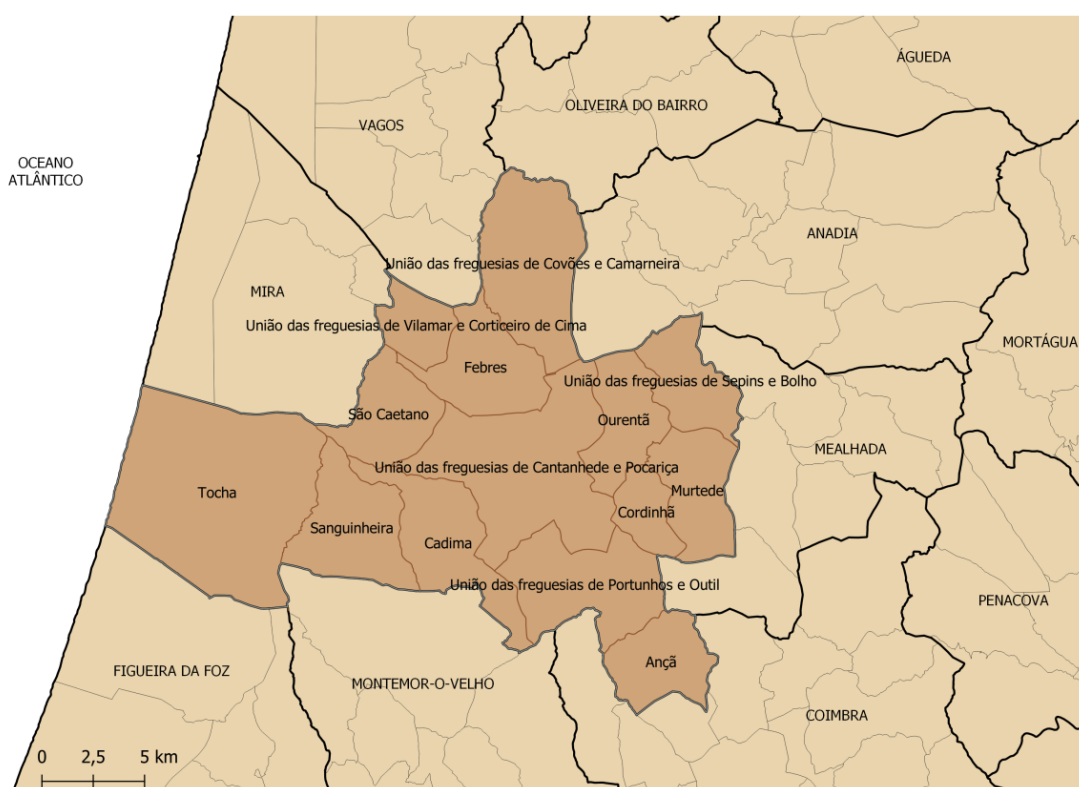 ÁGUEDA
OLIVEIRA DO BAIRRO
VAGOS
OCEANO
ATLÂNTICO
ANADIA
União das freguesias de Covões e Camarneira
MIRA
União das freguesias de Vilamar e Corticeiro de Cima
MORTÁGUA
Febres
União das freguesias de Sepins e Bolho
São Caetano
Ourentã
MEALHADA
União das freguesias de Cantanhede e Pocariça
Tocha
Murtede
Cordinhã
Sanguinheira
Cadima
União das freguesias de Portunhos e Outil
PENACOVA
Ançã
FIGUEIRA DA FOZ
MONTEMOR-O-VELHO
COIMBRA
0 2,5 5 km